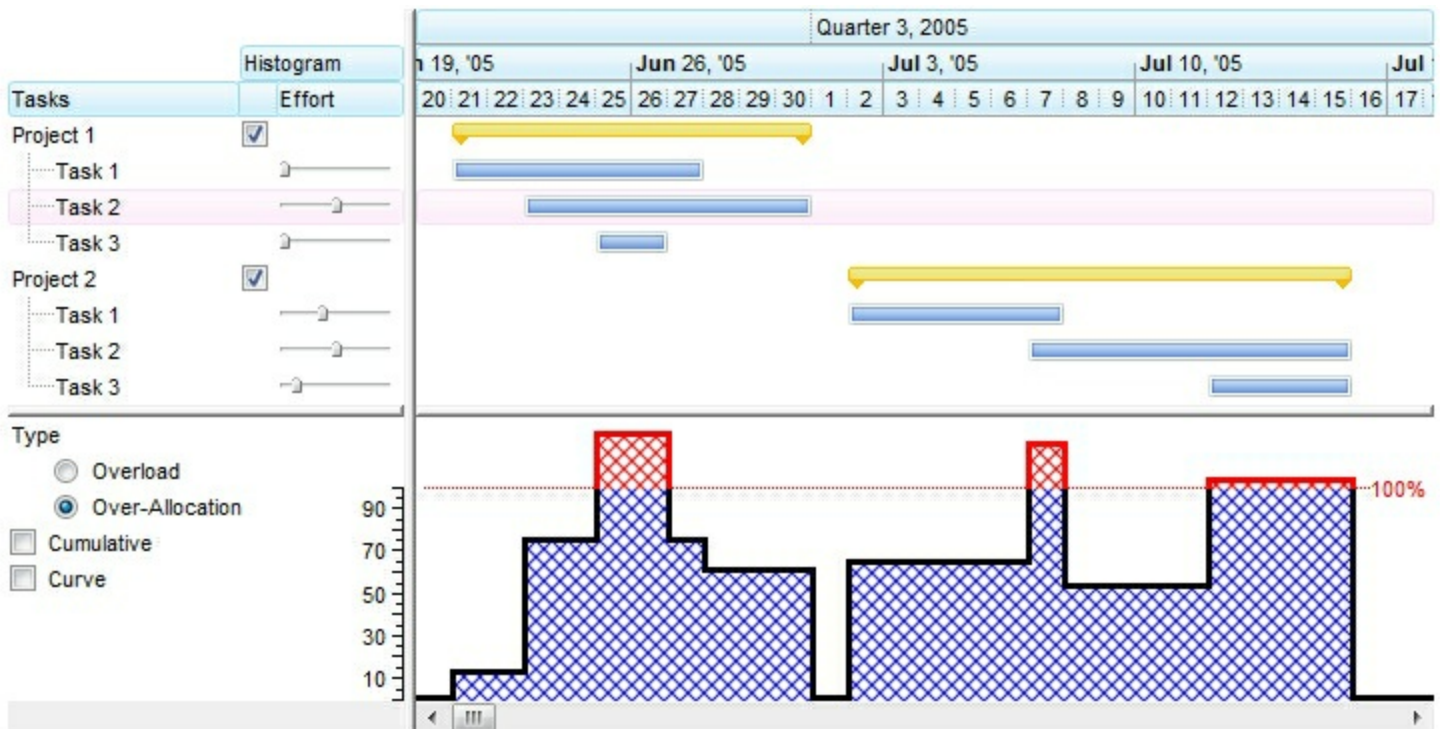 Quarter 3, 2005
Histogram
19, '05 Jun 26, '05 Jul 3, '05 Jul 10, '05 Jul
Tasks Effort 20 21 22 23 24 25 26 27 28 29 30 1 2 3 4 5 6 7 8 9 10 11 12 13 14 15 16 17
Project 1
Task 1
Task 2
Task 3
Project 2
Task 1
Task 2
Task 3
Type
Overload
Over-Allocation
Cumulative
Curve
90
70
50
30
10
100%